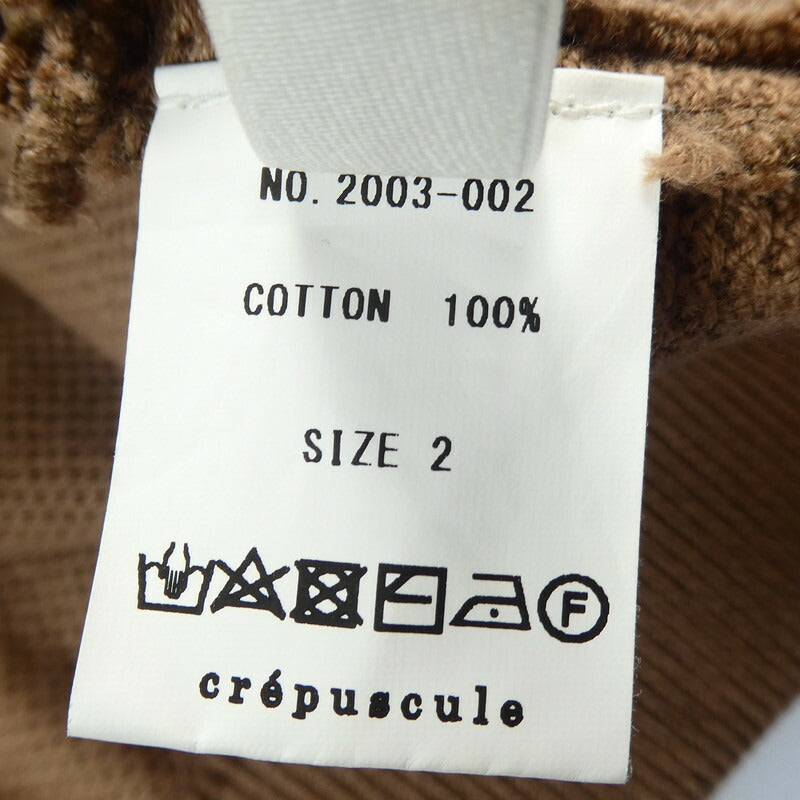 NO. 2003-002
COTTON 100%
SIZE 2
F
crépuscule